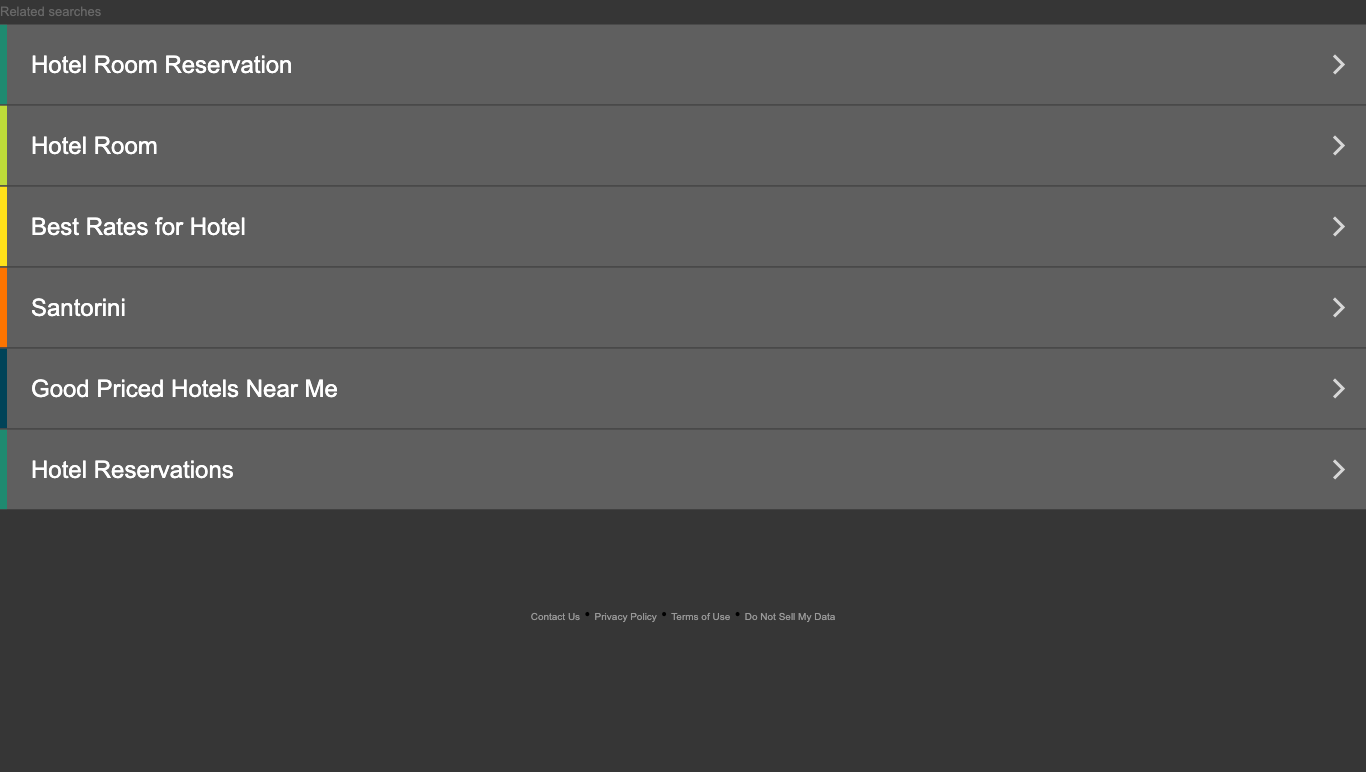 Related searches
Hotel Room Reservation
Hotel Room
Best Rates for Hotel
Santorini
Good Priced Hotels Near Me
Hotel Reservations
Contact Us • Privacy Policy • Terms of Use • Do Not Sell My Data